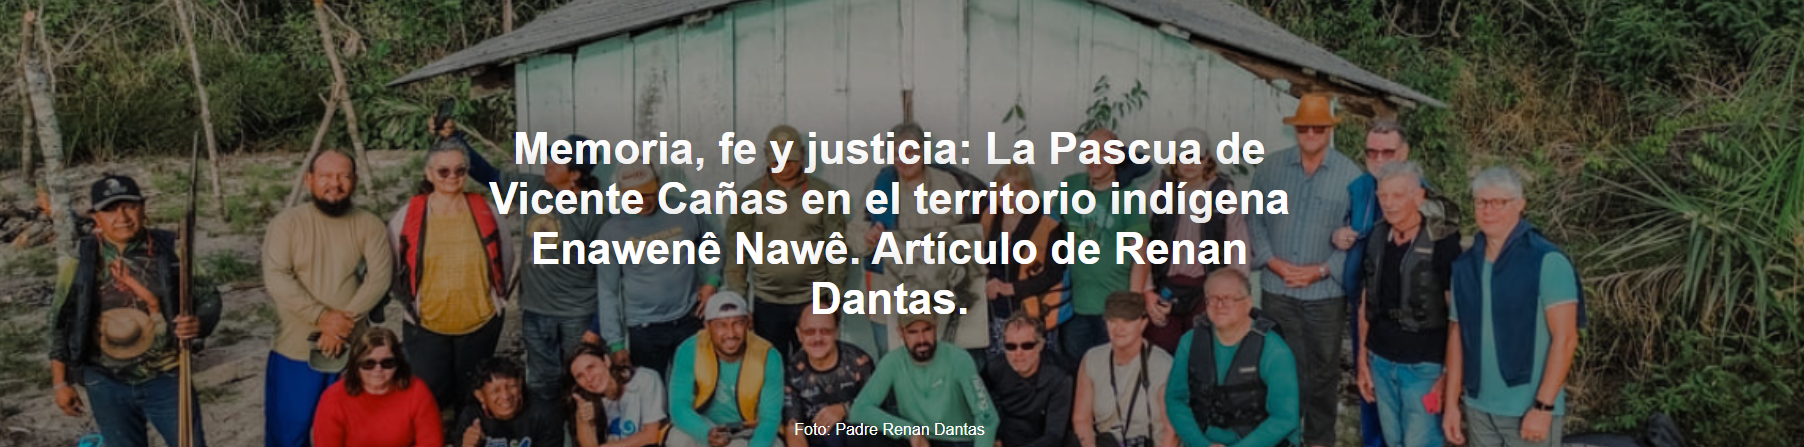 Memoria, fe y justicia: La Pascua de
Vicente Cañas en el territorio indígena
Enawenê Nawê. Artículo de Renan
Dantas.
Foto: Padre Renan Dantas